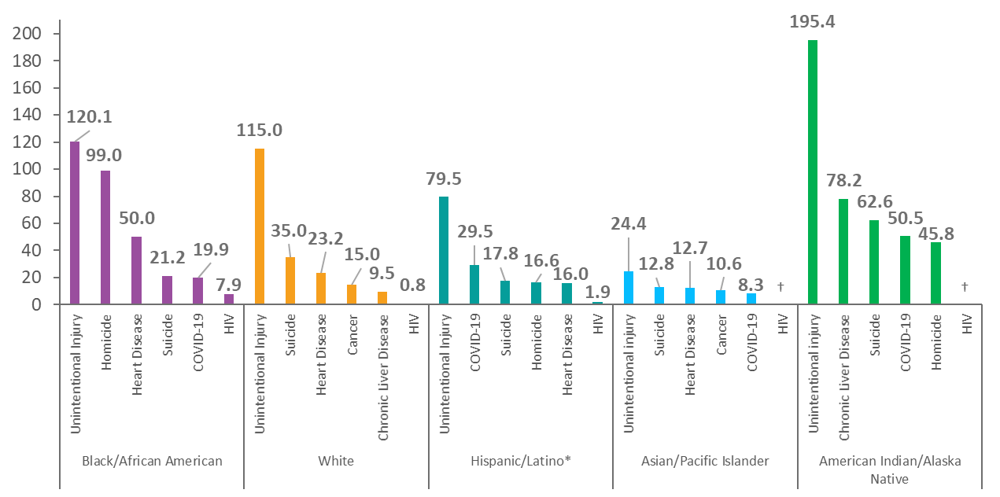 200
180
160
140
120
100
80
60
40
20
0
120.1
99.0
50.0
21.2
19.9
7.9
115.0
35.0
23.2
15.0
9.5
0.8
79.5
29.5
17.8
16.6
16.0
1.9
24.4
12.8
12.7
10.6
8.3
†
195.4
78.2
62.6
50.5
45.8
†
Unintentional Injury
Homicide
Heart Disease
Suicide
COVID-19
HIV
Unintentional Injury
Suicide
Heart Disease
Cancer
Chronic Liver Disease
HIV
Unintentional Injury
COVID-19
Suicide
Homicide
Heart Disease
HIV
Unintentional injury
Suicide
Heart Disease
Cancer
COVID-19
HIV
Unintentional injury
Chronic Liver Disease
Suicide
COVID-19
Homicide
HIV
Black/African American
White
Hispanic/Latino*
Asian/Pacific Islander
American Indian/Alaska
Native